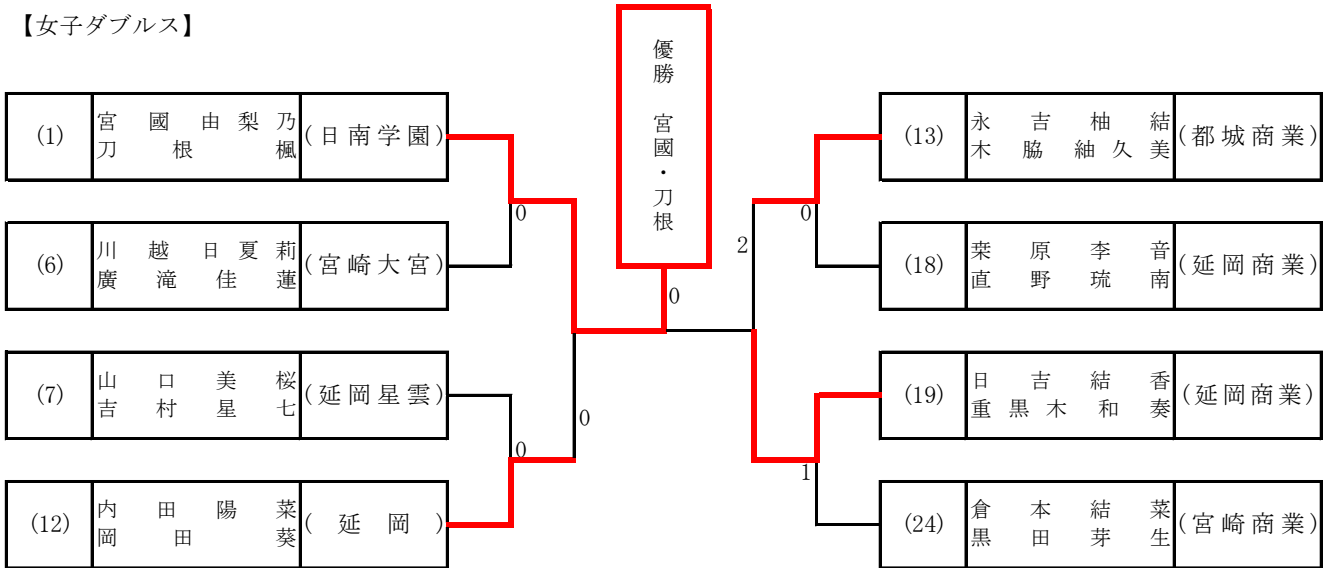 【女子ダブルス】
優勝 宮國・刀根
(1) 宮國由梨乃 (日南学園)
刀根楓
0
(6) 川越日夏莉 (宮崎大宮)
廣滝佳蓮
(7) 山口美桜 (延岡星雲)
吉村星七
0
(12) 内田陽菜 (延岡)
岡田葵
0
0
2
(13) 永吉柚結 (都城商業)
木脇紬久美
0
(18) 桒原李音 (延岡商業)
直野琉南
(19) 日吉結香 (延岡商業)
重黒木和奏
1
(24) 倉本結菜 (宮崎商業)
黒田芽生